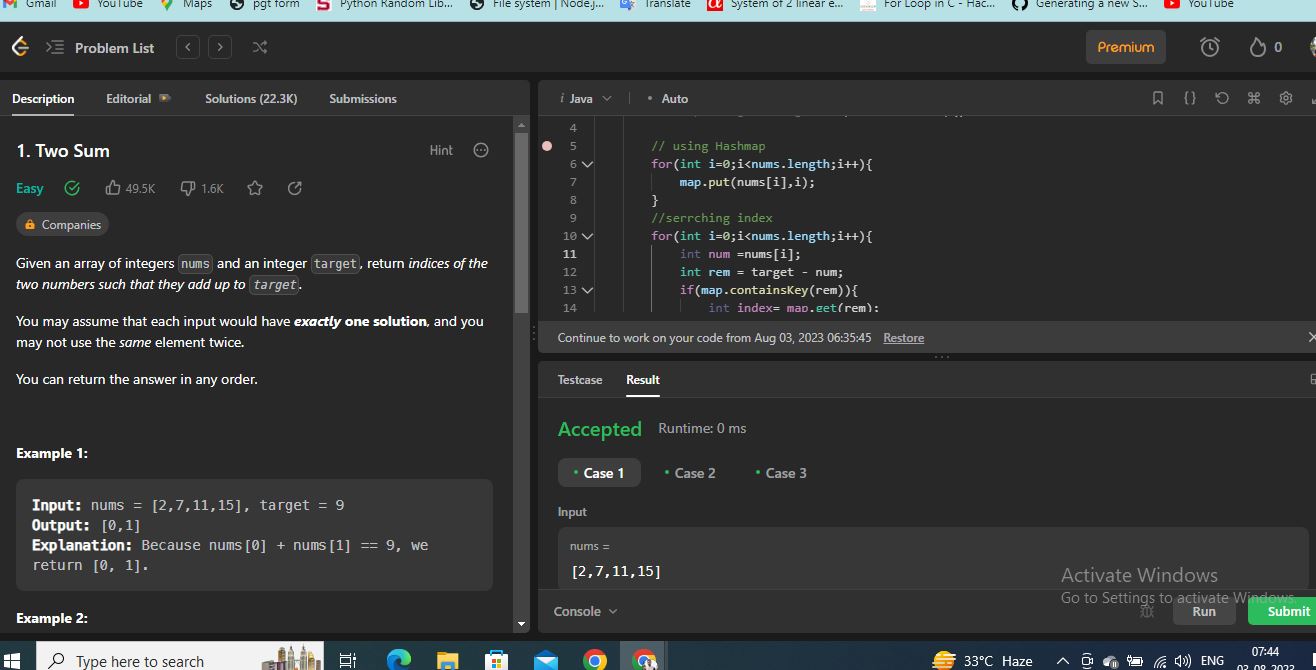 Gmail YouTube Maps pgt form Python Random Lib... File system | Node.j... Translate System of 2 linear e... For Loop in C - Hac... Generating a new S... YouTube
Problem List Premium 0
Description Editorial Solutions (22.3K) Submissions
i Java • Auto
1. Two Sum Hint
Easy 49.5K 1.6K
Companies
Given an array of integers nums and an integer target, return indices of the
two numbers such that they add up to target.
You may assume that each input would have exactly one solution, and you
may not use the same element twice.
You can return the answer in any order.
Example 1:
Input: nums = [2,7,11,15], target = 9
Output: [0,1]
Explanation: Because nums[0] + nums[1] == 9, we
return [0, 1].
Example 2:
4
5 // using Hashmap
6 for(int i=0;i<nums.length;i++){
7 map.put(nums[i],i);
8 }
9 //serrching index
10 for(int i=0;i<nums.length;i++){
11 int num =nums[i];
12 int rem = target - num;
13 if(map.containsKey(rem)){
14 int index= map.get(rem);
Continue to work on your code from Aug 03, 2023 06:35:45 Restore
Testcase Result
Accepted Runtime: 0 ms
• Case 1 • Case 2 • Case 3
Input
nums =
[2,7,11,15]
Activate Windows
Go to Settings to activate Windows.
Console Run Submit
Type here to search
33°C Haze ENG 07:44